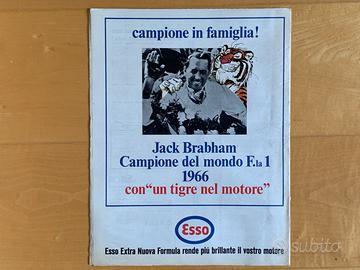 campione in famiglia!
Jack Brabham
Campione del mondo F.la 1
1966
con“un tigre nel motore”
Esso
Esso Extra Nuova Formula rende più brillante il vostro motore
subito